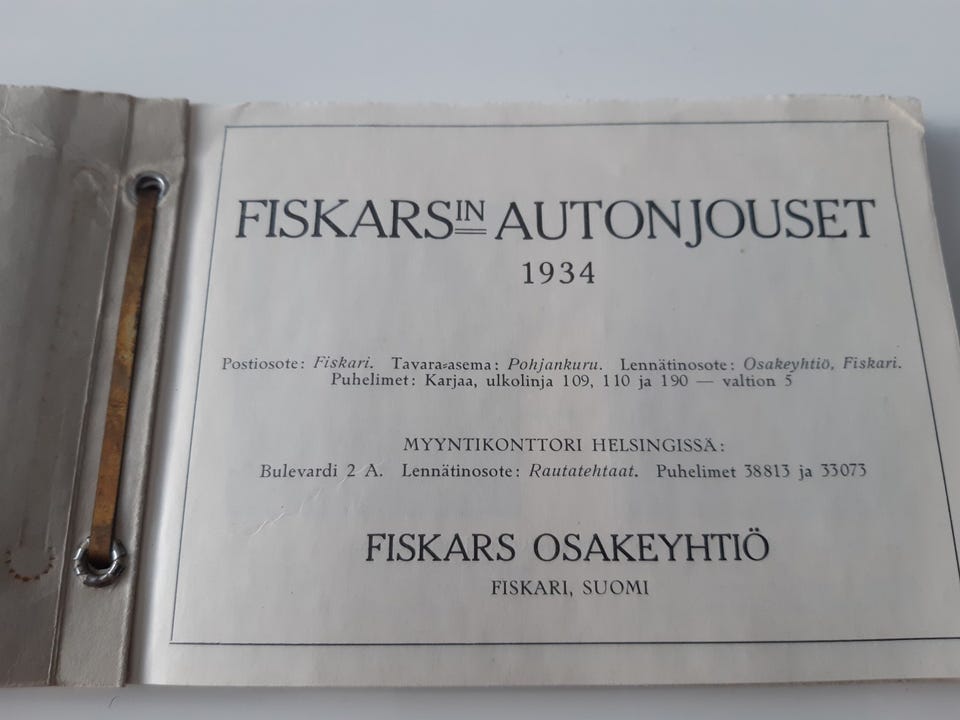 FISKARSIN AUTONJOUSET
1934
Postiosote: Fiskari. Tavara-asema: Pohjankuru. Lennätinosote: Osakeyhtiö, Fiskari.
Puhelimet: Karjaa, ulkolinja 109, 110 ja 190 — valtion 5
MYYNTIKONTTORI HELSINGISSÄ:
Bulevardi 2 A. Lennätinosote: Rautatehtaat. Puhelimet 38813 ja 33073
FISKARS OSAKEYHTIÖ
FISKARI, SUOMI